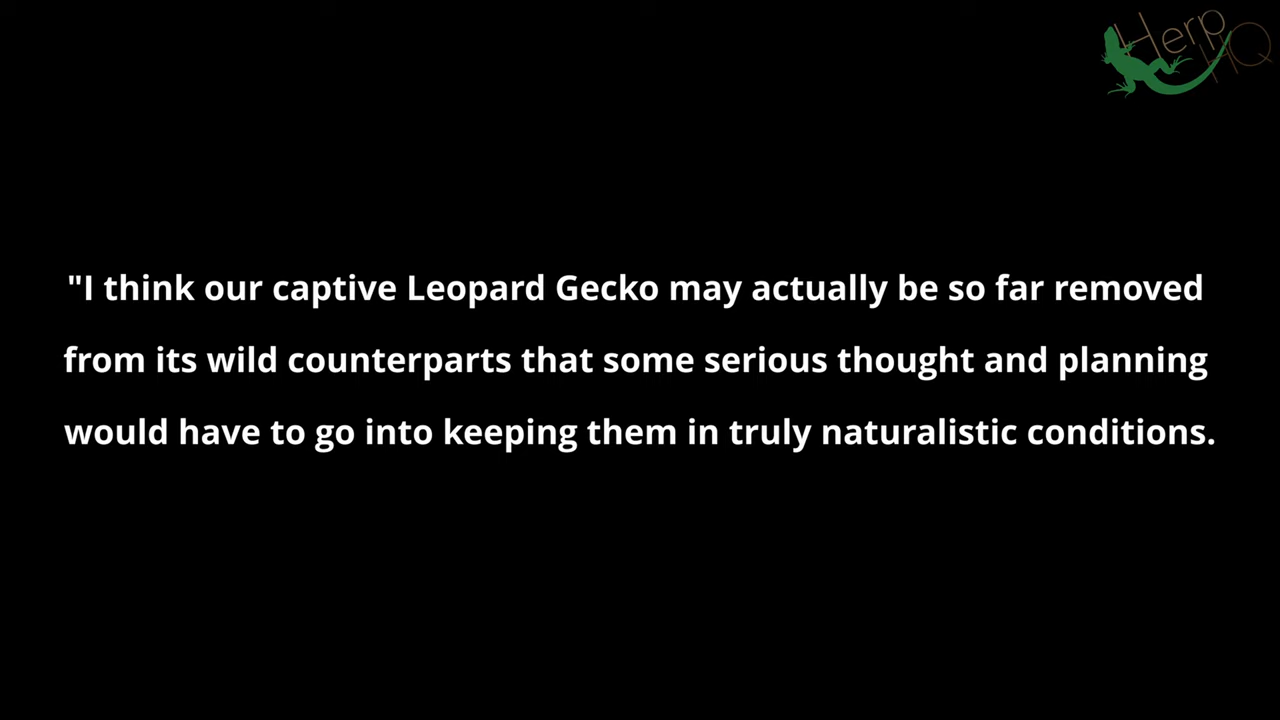 Herp
HQ
"I think our captive Leopard Gecko may actually be so far removed
from its wild counterparts that some serious thought and planning
would have to go into keeping them in truly naturalistic conditions.